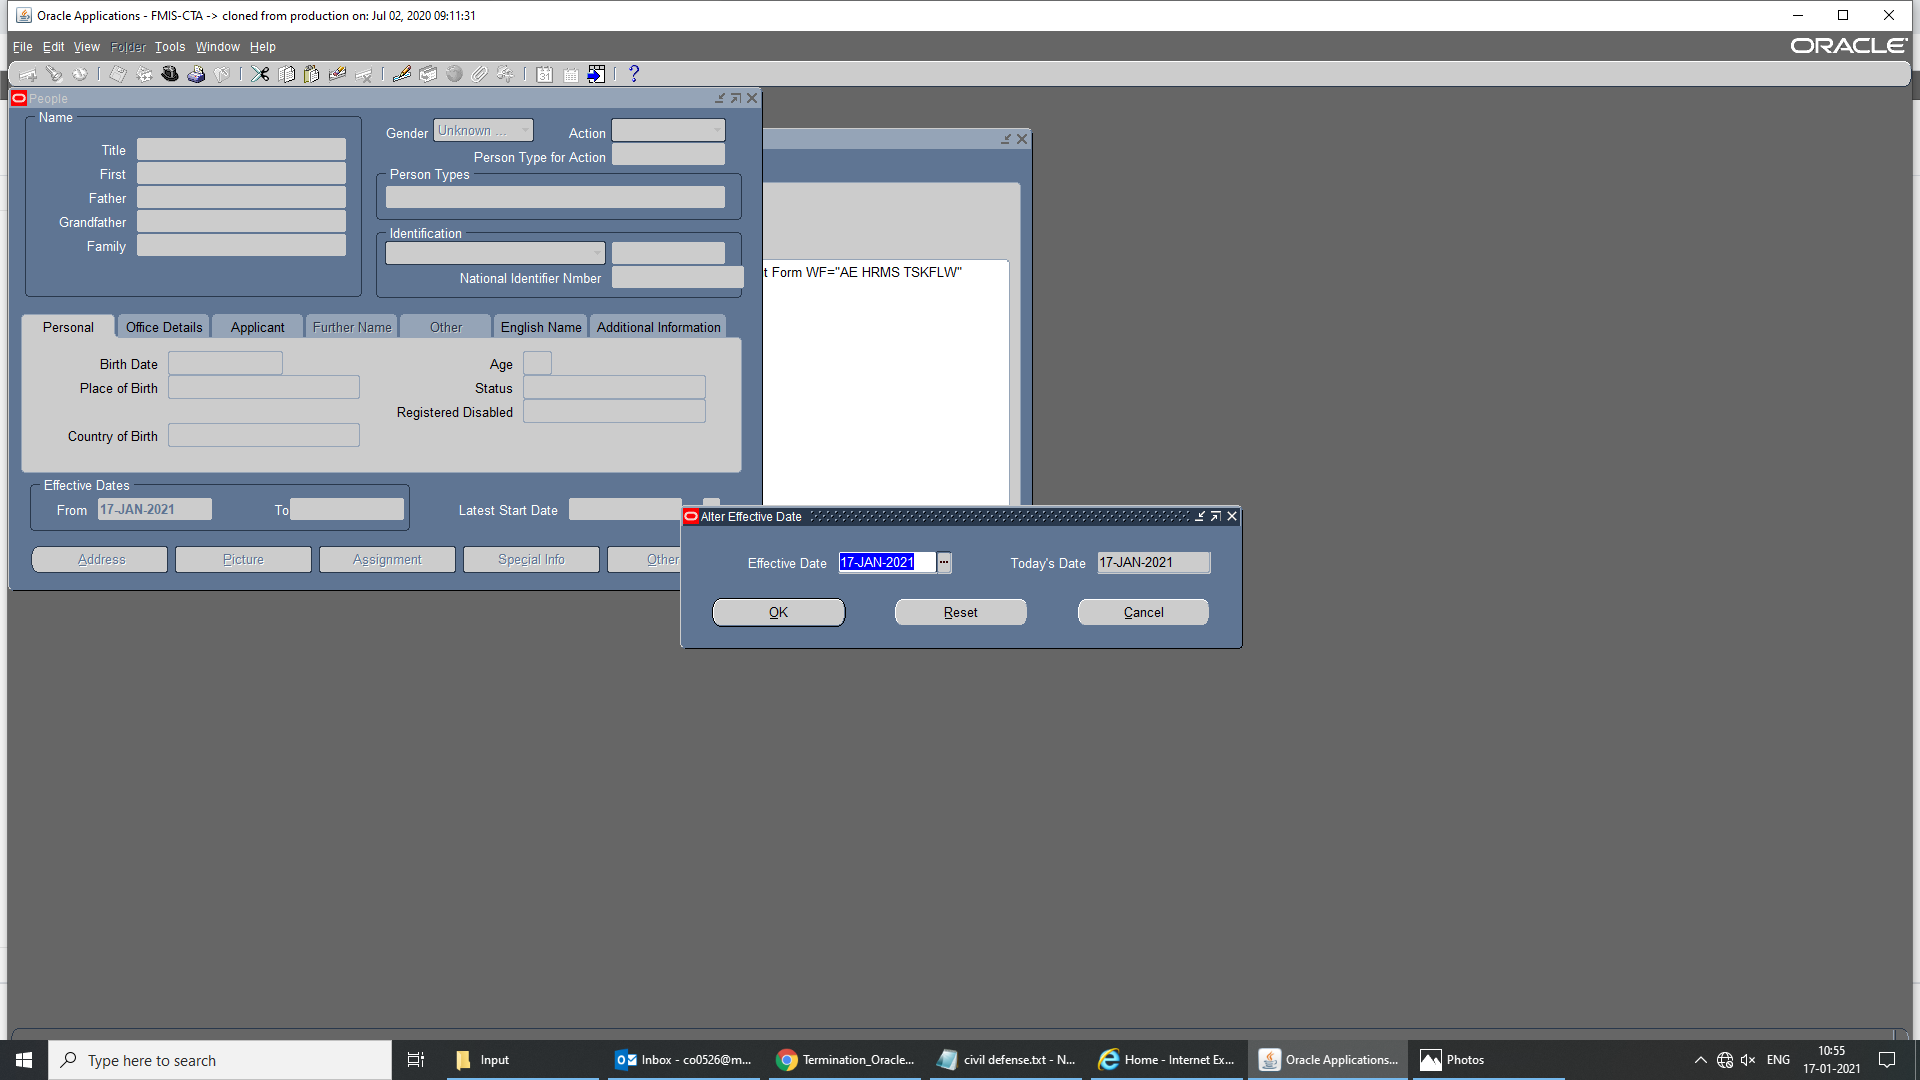 Oracle Applications - FMIS-CTA -> cloned from production on: Jul 02, 2020 09:11:31
File Edit View Folder Tools Window Help
ORACLE
People
Name
Title
First
Father
Grandfather
Family
Gender Unknown ... Action
Person Type for Action
Person Types
Identification
National Identifier Nmber
t Form WF="AE HRMS TSKFLW"
Personal Office Details Applicant Further Name Other English Name Additional Information
Birth Date Age
Place of Birth Status
Registered Disabled
Country of Birth
Effective Dates
From 17-JAN-2021 To Latest Start Date
Address Picture Assignment Special Info Other
Alter Effective Date
Effective Date 17-JAN-2021 ... Today's Date 17-JAN-2021
OK Reset Cancel
Type here to search
Input
Inbox - co0526@m...
Termination_Oracle...
civil defense.txt - N...
Home - Internet Ex...
Oracle Applications...
Photos
ENG
10:55
17-01-2021